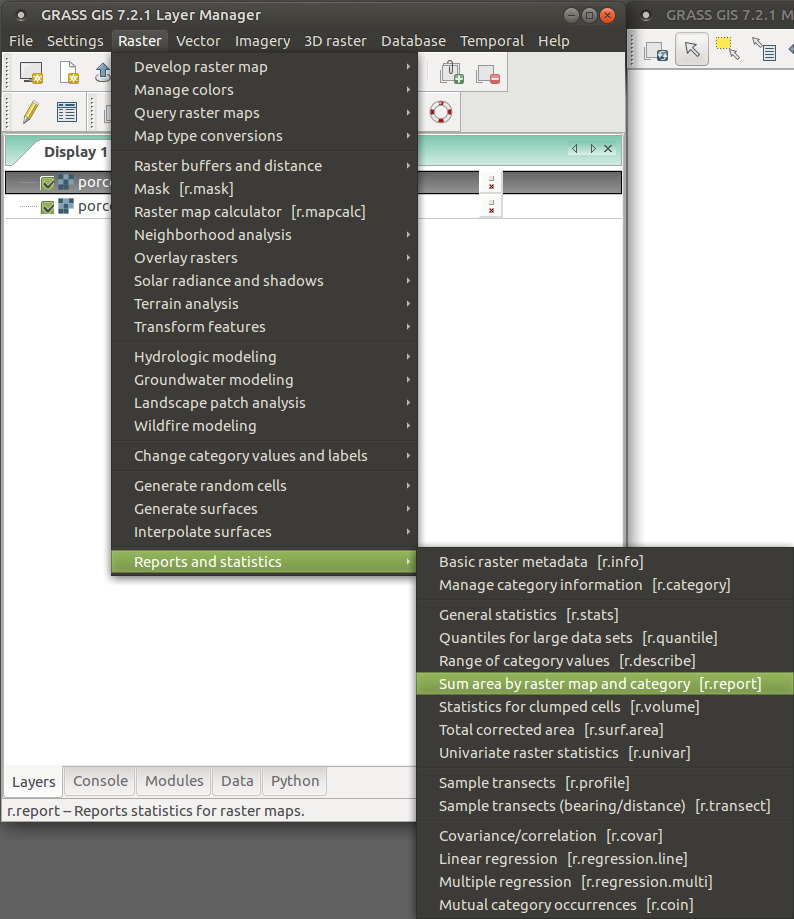 GRASS GIS 7.2.1 Layer Manager
GRASS GIS 7.2.1 M
File Settings Raster Vector Imagery 3D raster Database Temporal Help
Develop raster map
Manage colors
Query raster maps
Map type conversions
Display 1
Raster buffers and distance
porc
Mask [r.mask]
porc
Raster map calculator [r.mapcalc]
Neighborhood analysis
Overlay rasters
Solar radiance and shadows
Terrain analysis
Transform features
Hydrologic modeling
Groundwater modeling
Landscape patch analysis
Wildfire modeling
Change category values and labels
Generate random cells
Generate surfaces
Interpolate surfaces
Reports and statistics
Basic raster metadata [r.info]
Manage category information [r.category]
General statistics [r.stats]
Quantiles for large data sets [r.quantile]
Range of category values [r.describe]
Sum area by raster map and category [r.report]
Statistics for clumped cells [r.volume]
Total corrected area [r.surf.area]
Univariate raster statistics [r.univar]
Sample transects [r.profile]
Sample transects (bearing/distance) [r.transect]
Covariance/correlation [r.covar]
Linear regression [r.regression.line]
Multiple regression [r.regression.multi]
Mutual category occurrences [r.coin]
Layers Console Modules Data Python
r.report -- Reports statistics for raster maps.